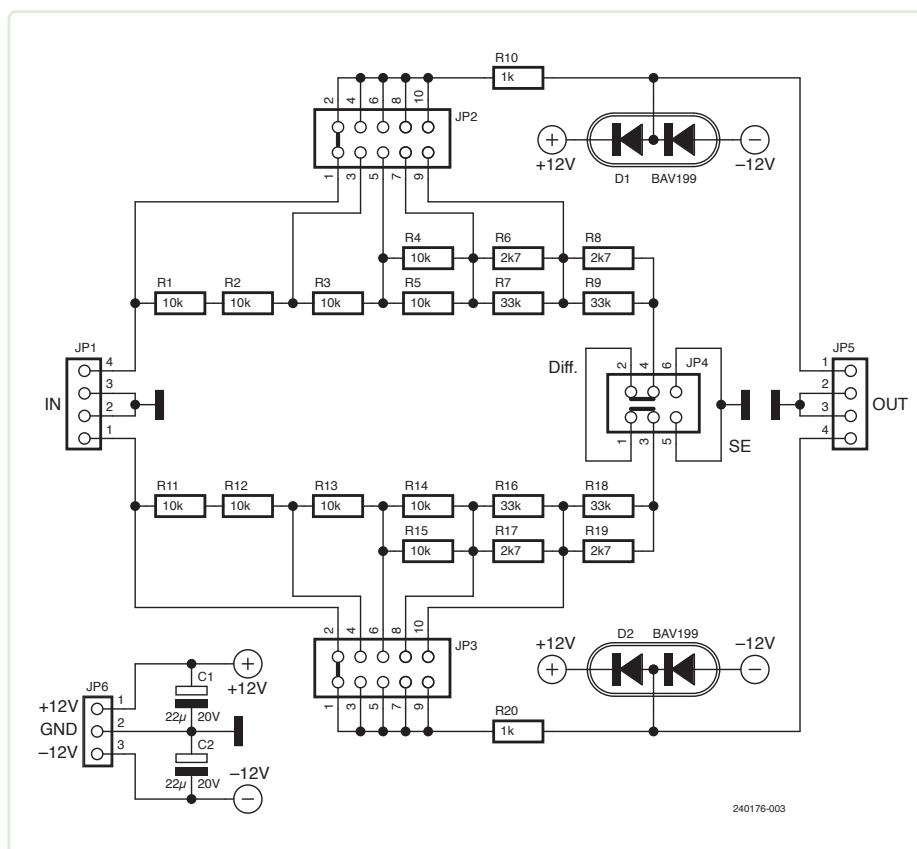 R10
1k
2 4 6 8 10
JP2
1 3 5 7 9
+12V
–12V
D1 BAV199
R4 R6 R8
10k 2k7 2k7
R1 R2 R3 R5 R7 R9
10k 10k 10k 10k 33k 33k
JP1
4
3
2
1
IN
Diff.
2 4 6
JP4
1 3 5
SE
JP5
1
2
3
4
OUT
R11 R12 R13 R14 R16 R18
10k 10k 10k 10k 33k 33k
R15 R17 R19
10k 2k7 2k7
2 4 6 8 10
JP3
1 3 5 7 9
D2 BAV199
+12V
–12V
R20
1k
JP6
+12V 1
GND 2
–12V 3
C1
22µ 20V
+12V
C2
22µ 20V
–12V
240176-003